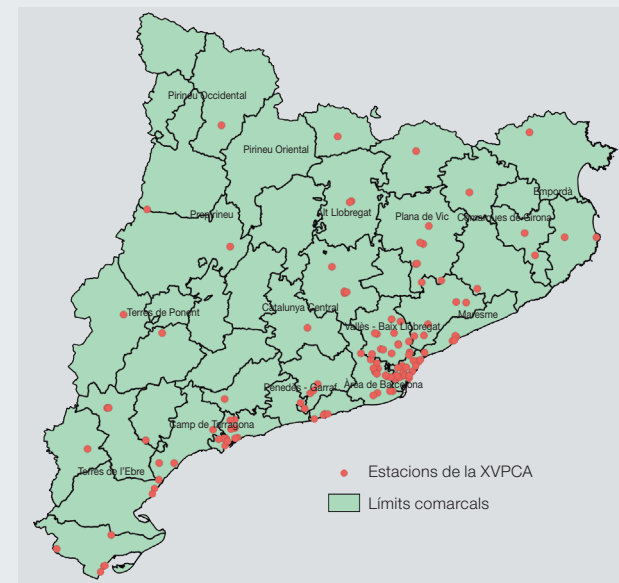 Pirineu Occidental
Pirineu Oriental
Empordà
Prepirineu
Alt Llobregat
Plana de Vic
Comarques de Girona
Terres de Ponent
Catalunya Central
Maresme
Vallès - Baix Llobregat
Penedès - Garraf
Àrea de Barcelona
Camp de Tarragona
Terres de l'Ebre
Estacions de la XVPCA
Límits comarcals